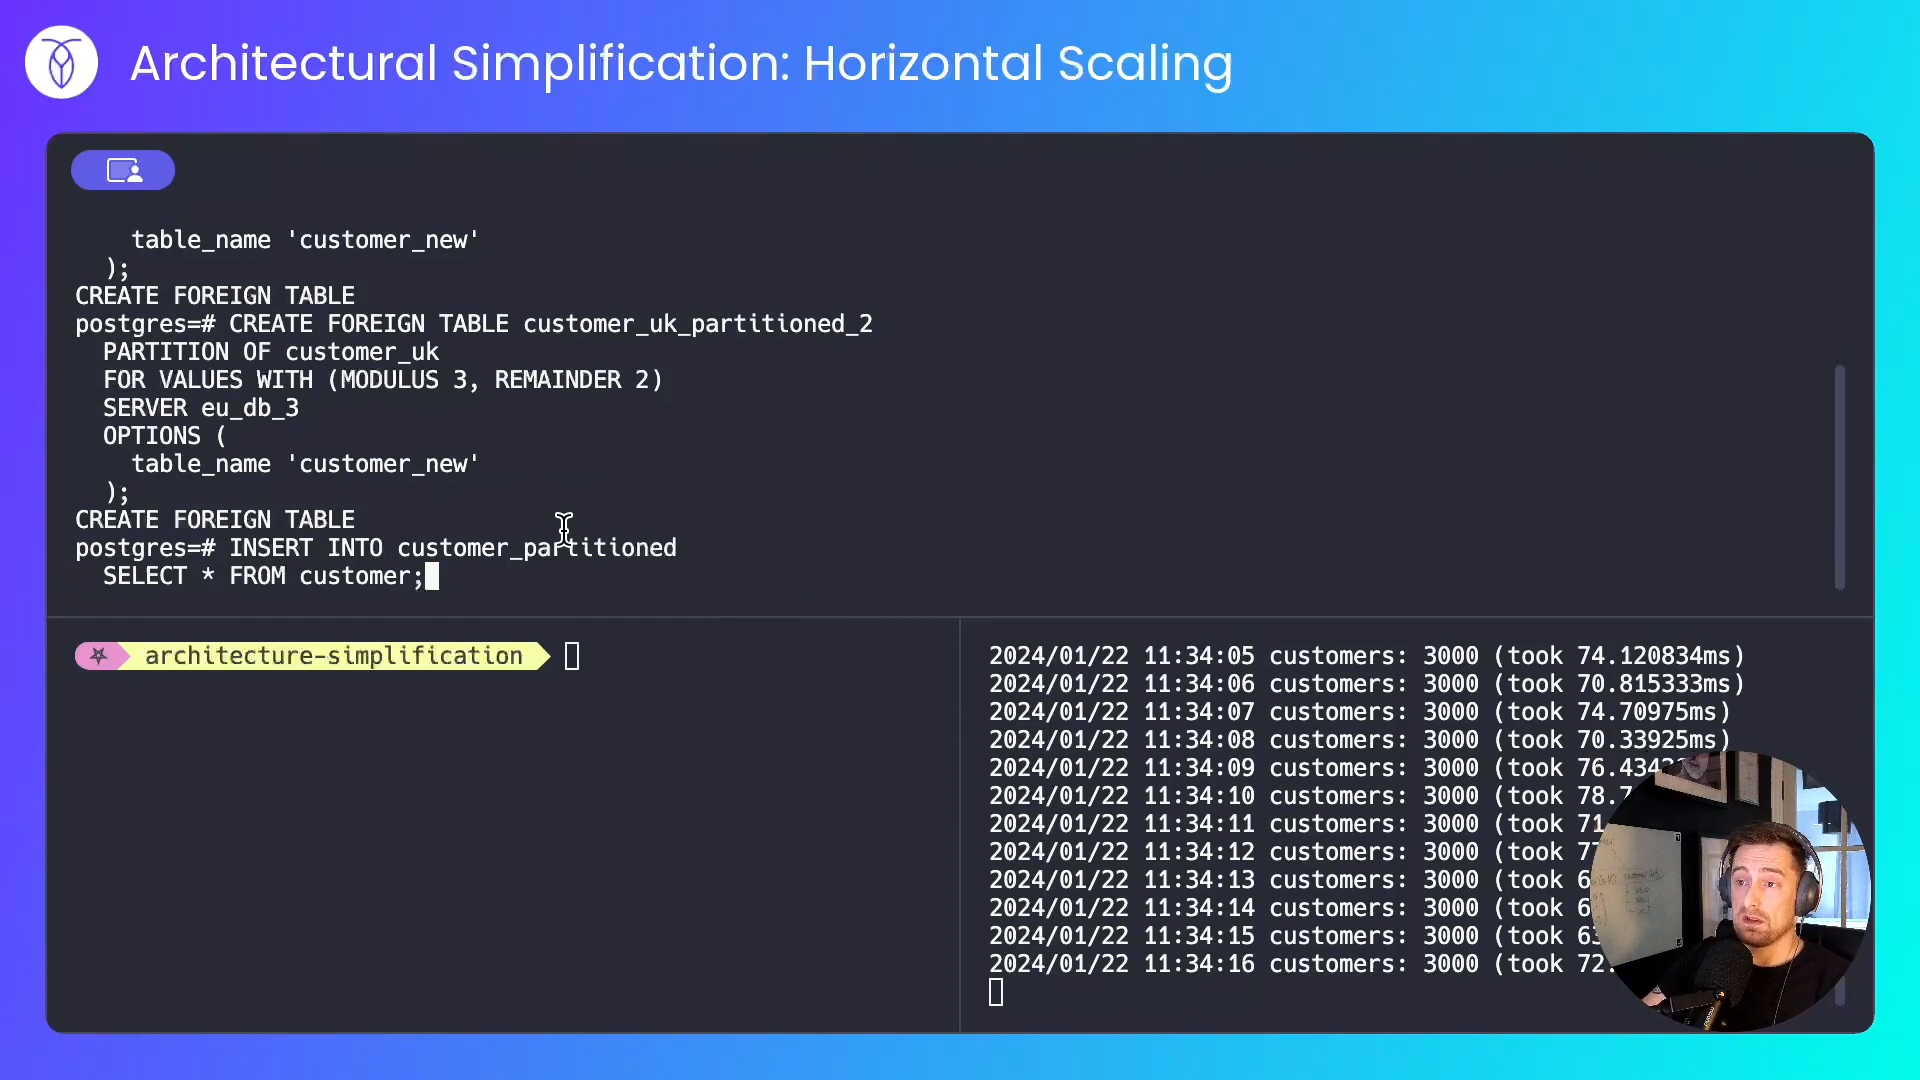 Architectural Simplification: Horizontal Scaling
table_name 'customer_new'
);
CREATE FOREIGN TABLE
postgres=# CREATE FOREIGN TABLE customer_uk_partitioned_2
PARTITION OF customer_uk
FOR VALUES WITH (MODULUS 3, REMAINDER 2)
SERVER eu_db_3
OPTIONS (
table_name 'customer_new'
);
CREATE FOREIGN TABLE
postgres=# INSERT INTO customer_partitioned
SELECT * FROM customer;
architecture-simplification
2024/01/22 11:34:05 customers: 3000 (took 74.120834ms)
2024/01/22 11:34:06 customers: 3000 (took 70.815333ms)
2024/01/22 11:34:07 customers: 3000 (took 74.70975ms)
2024/01/22 11:34:08 customers: 3000 (took 70.33925ms)
2024/01/22 11:34:09 customers: 3000 (took
2024/01/22 11:34:10 customers: 3000 (took
2024/01/22 11:34:11 customers: 3000 (took
2024/01/22 11:34:12 customers: 3000 (took
2024/01/22 11:34:13 customers: 3000 (took
2024/01/22 11:34:14 customers: 3000 (took
2024/01/22 11:34:15 customers: 3000 (took
2024/01/22 11:34:16 customers: 3000 (took